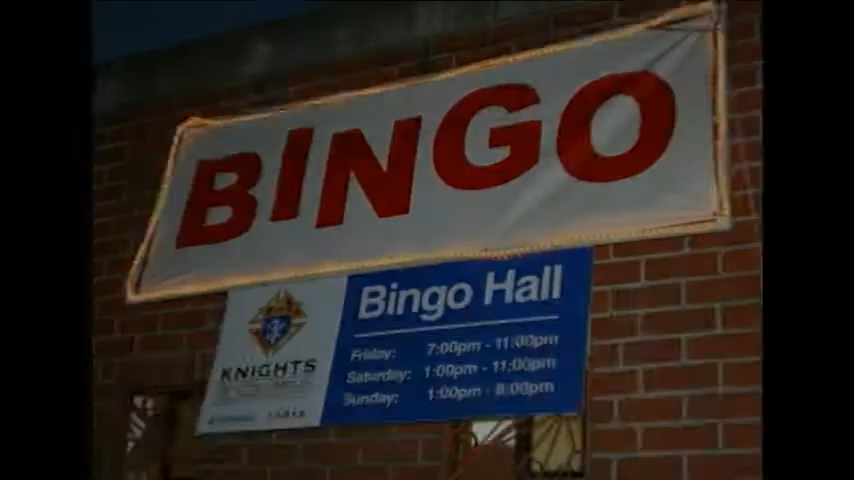 BINGO
Bingo Hall
Friday: 7:00pm - 11:00pm
Saturday: 1:00pm - 11:00pm
Sunday: 1:00pm - 8:00pm
KNIGHTS